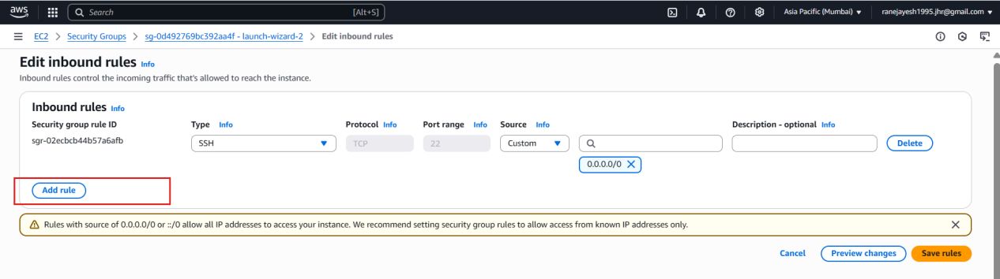 aws Search [Alt+S] Asia Pacific (Mumbai) ranejayesh1995.jhr@gmail.com
EC2 > Security Groups > sg-0d492769bc392aa4f - launch-wizard-2 > Edit inbound rules
Edit inbound rules Info
Inbound rules control the incoming traffic that's allowed to reach the instance.
Inbound rules Info
Security group rule ID Type Info Protocol Info Port range Info Source Info Description - optional Info
sgr-02ecbcb44b57a6afb SSH TCP 22 Custom Delete
0.0.0.0/0
Add rule
Rules with source of 0.0.0.0/0 or ::/0 allow all IP addresses to access your instance. We recommend setting security group rules to allow access from known IP addresses only.
Cancel Preview changes Save rules